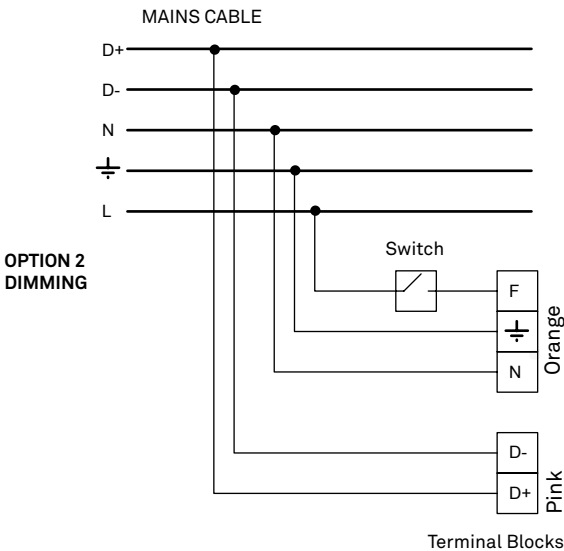 MAINS CABLE
D+
D-
N
L
OPTION 2
DIMMING
Switch
F
N
Orange
D-
D+
Pink
Terminal Blocks